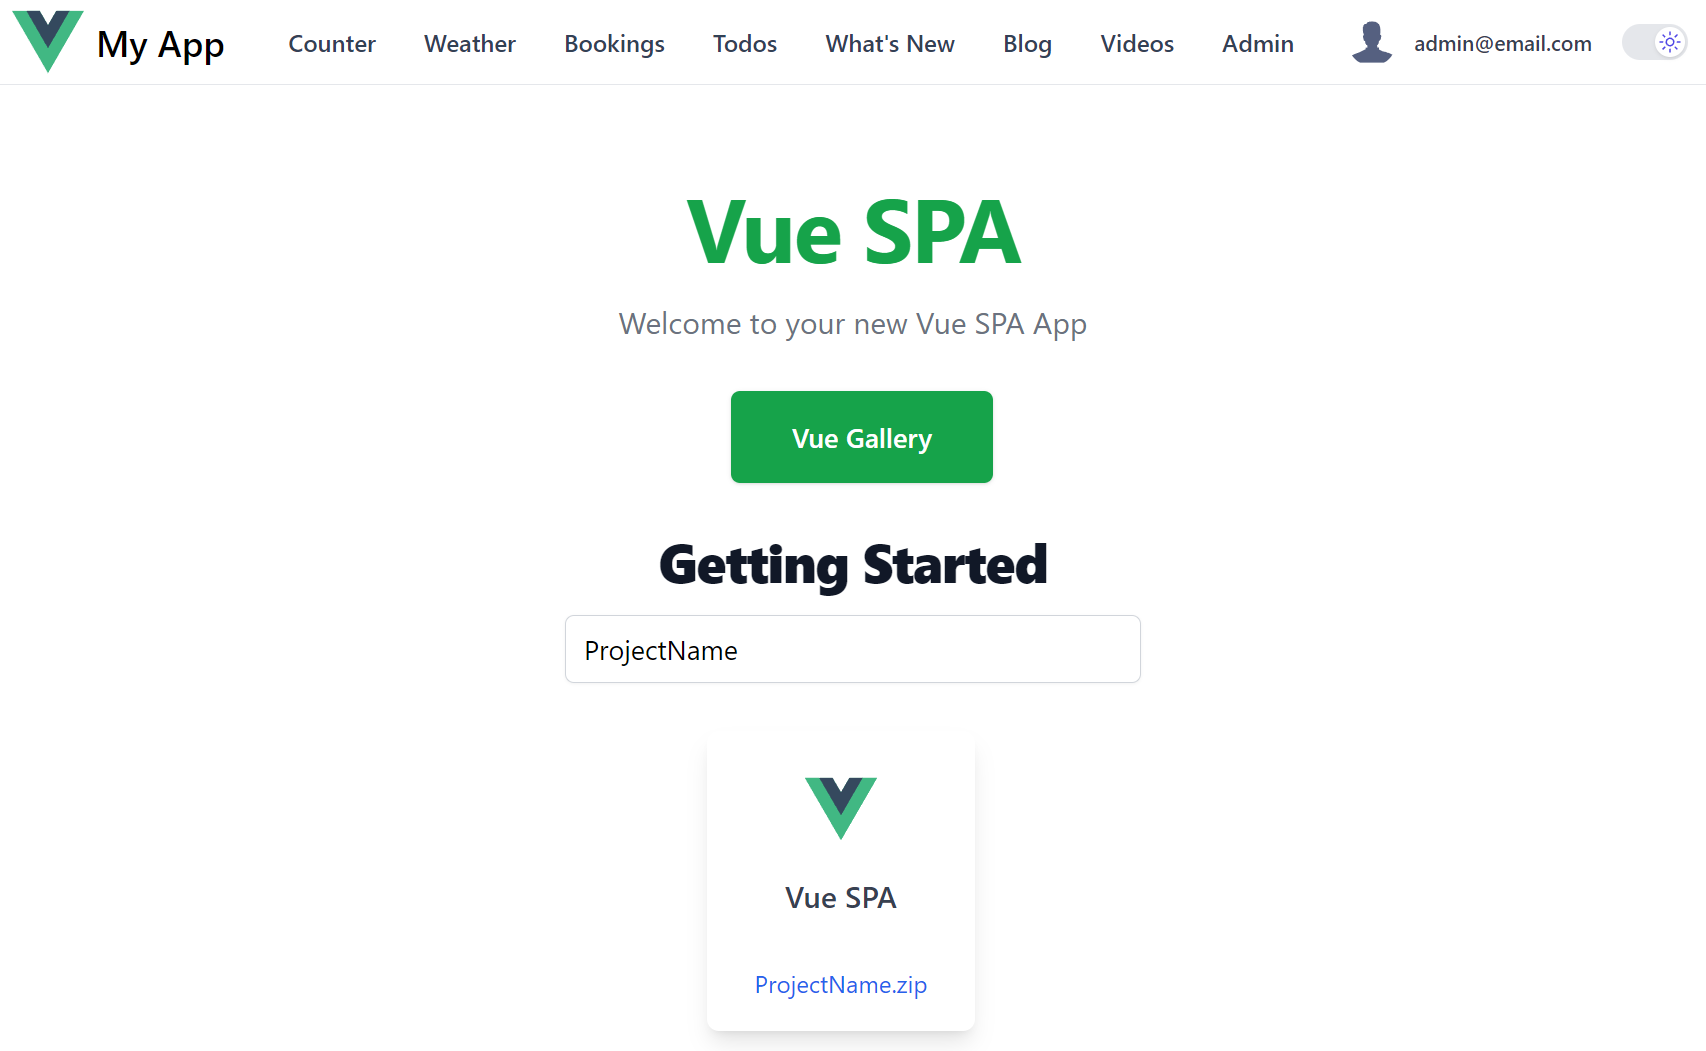 My App Counter Weather Bookings Todos What's New Blog Videos Admin admin@email.com
Vue SPA
Welcome to your new Vue SPA App
Vue Gallery
Getting Started
ProjectName
Vue SPA
ProjectName.zip